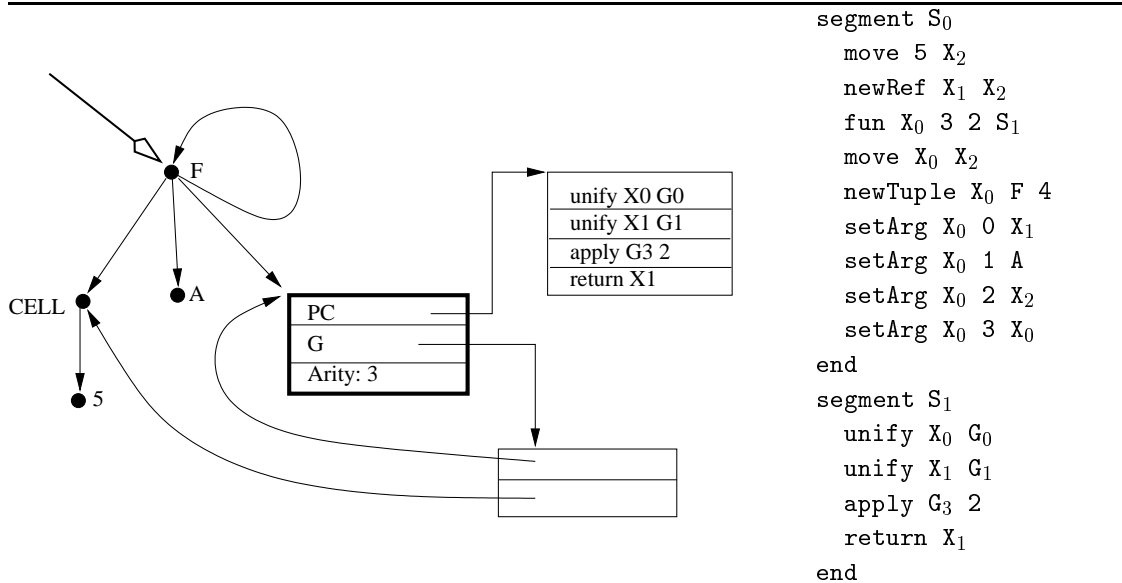 F
A
CELL
5
PC
G
Arity: 3
unify X0 G0
unify X1 G1
apply G3 2
return X1
segment S₀
move 5 X₂
newRef X₁ X₂
fun X₀ 3 2 S₁
move X₀ X₂
newTuple X₀ F 4
setArg X₀ 0 X₁
setArg X₀ 1 A
setArg X₀ 2 X₂
setArg X₀ 3 X₀
end
segment S₁
unify X₀ G₀
unify X₁ G₁
apply G₃ 2
return X₁
end